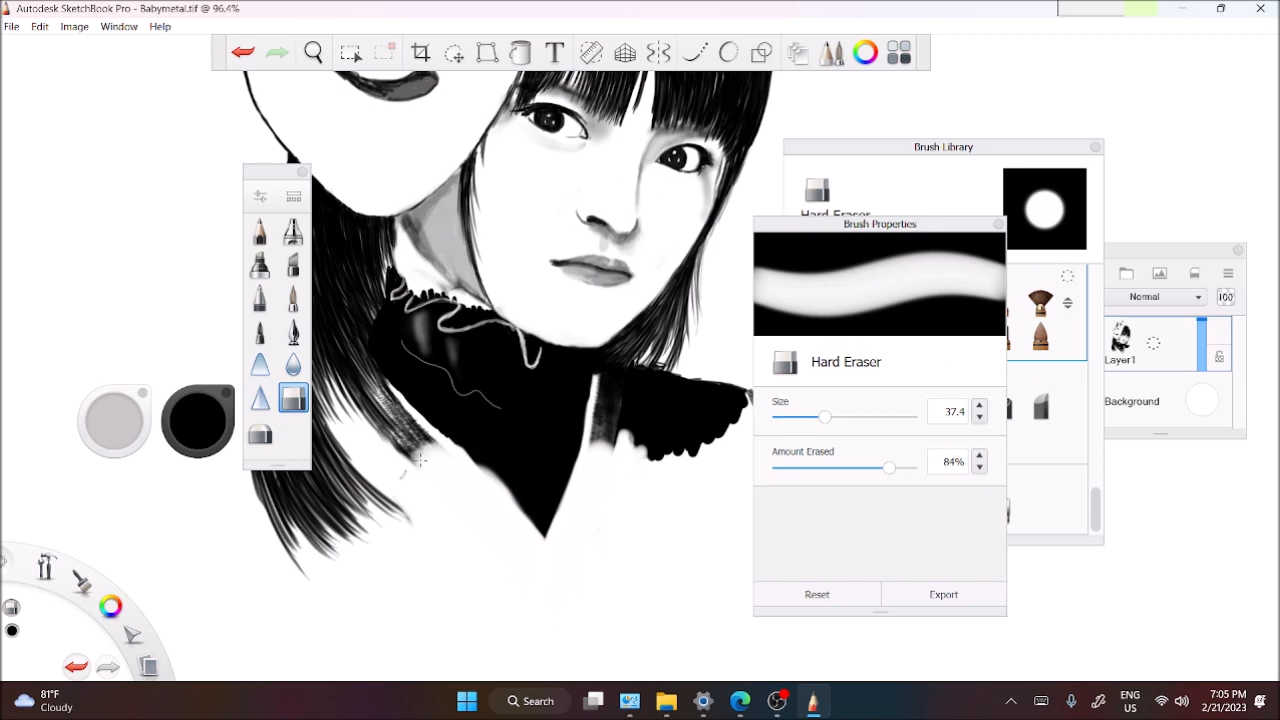 Autodesk SketchBook Pro - Babymetal.tif @ 96.4%
File Edit Image Window Help
T
Brush Library
Hard Eraser
Brush Properties
Normal
100
Hard Eraser
Layer1
Size
37.4
Background
Amount Erased
84%
Reset
Export
81°F
Cloudy
Search
ENG
US
7:05 PM
2/21/2023